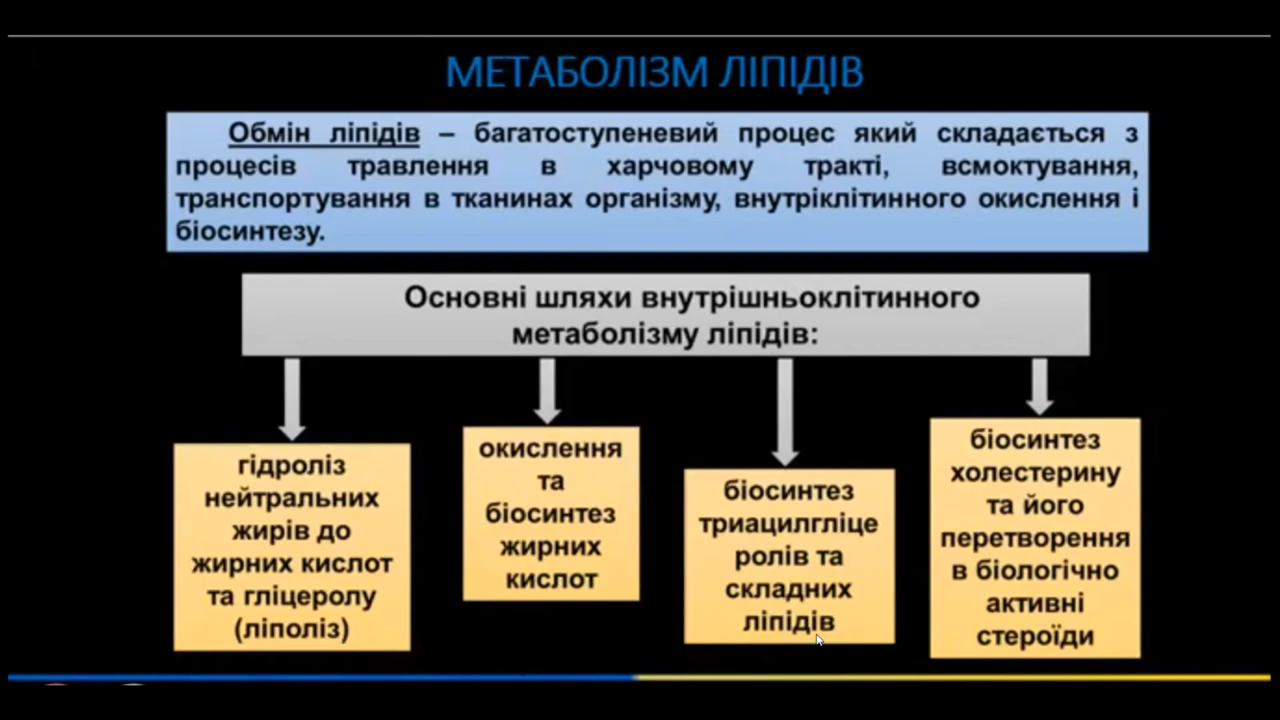 МЕТАБОЛІЗМ ЛІПІДІВ
Обмін ліпідів – багатоступеневий процес який складається з
процесів травлення в харчовому тракті, всмоктування,
транспортування в тканинах організму, внутріклітинного окислення і
біосинтезу.
Основні шляхи внутрішньоклітинного
метаболізму ліпідів:
гідроліз
нейтральних
жирів до
жирних кислот
та гліцеролу
(ліполіз)
окислення
та
біосинтез
жирних
кислот
біосинтез
триацилгліце
ролів та
складних
ліпідів
біосинтез
холестерину
та його
перетворення
в біологічно
активні
стероїди